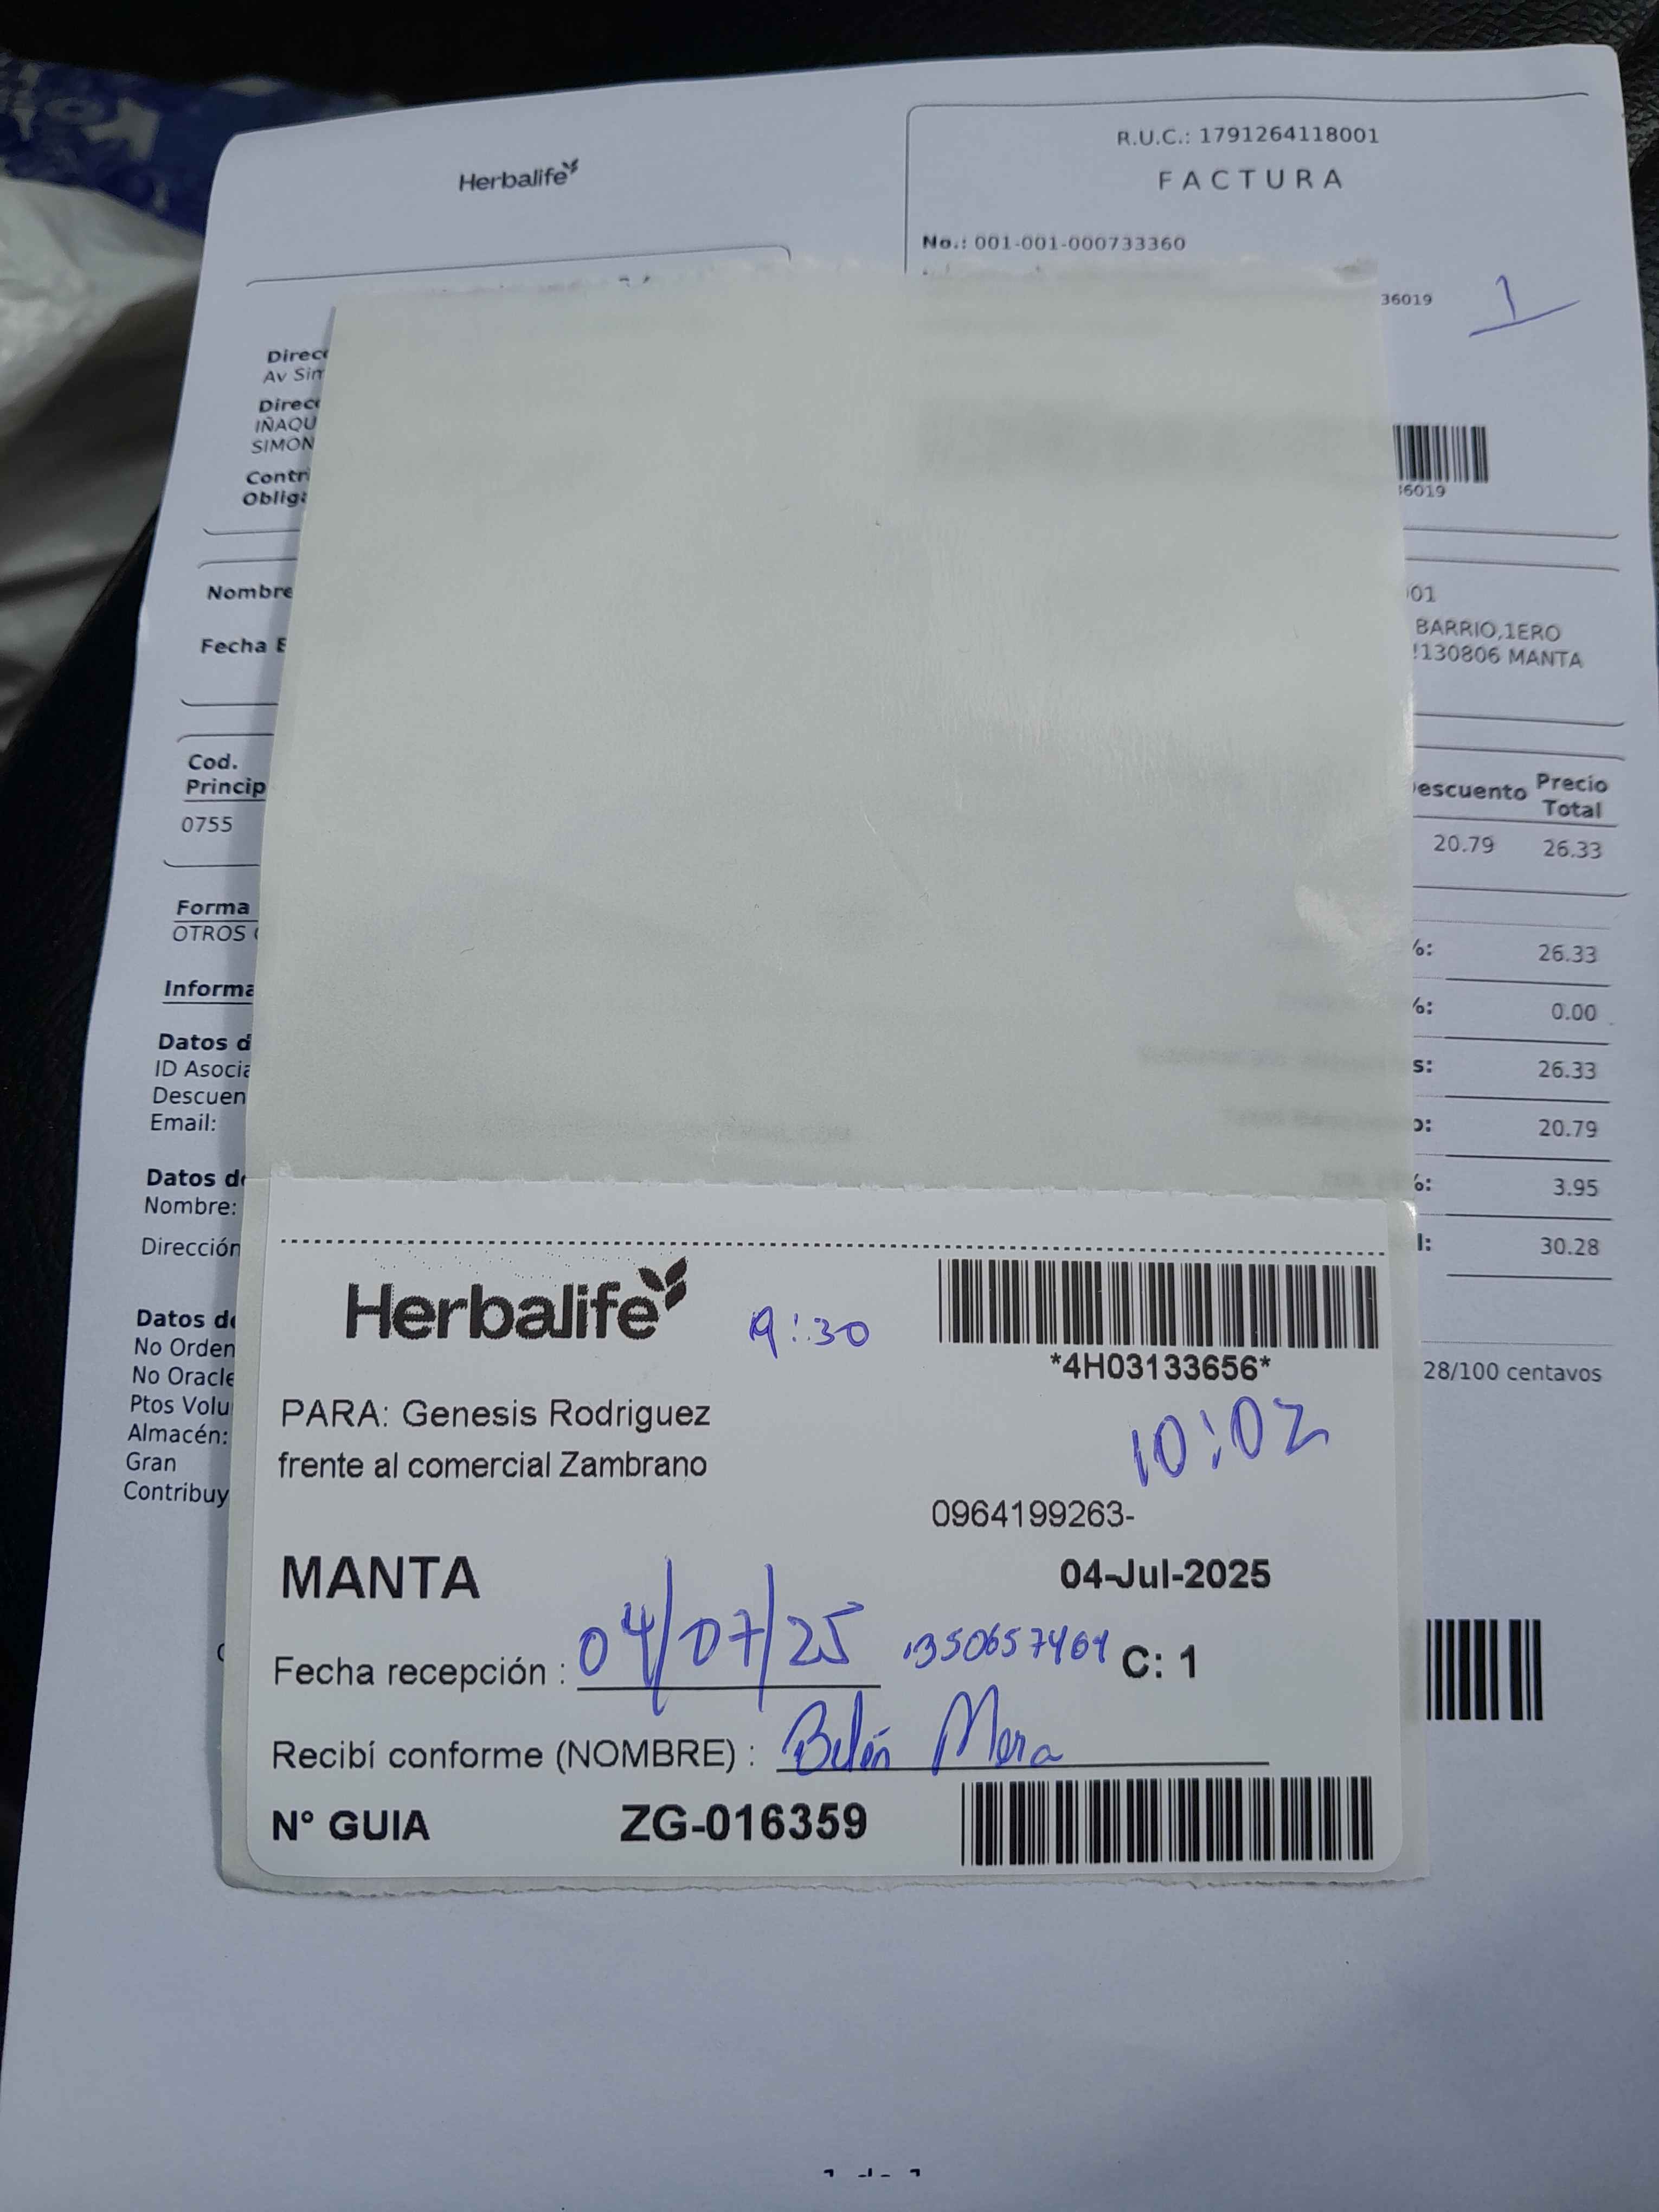 Herbalife
R.U.C.: 1791264118001
FACTURA
No.: 001-001-000733360
36019
1
Av Sim
IÑAQU
SIMON
6019
Nombre
Fecha E
01
BARRIO,1ERO
130806 MANTA
Cod.
Princip
Descuento Precio
Total
0755
20.79 26.33
Forma
OTROS
%: 26.33
%: 0.00
Informa
s: 26.33
Datos d
ID Asocia
Descuen
Email:
20.79
%: 3.95
Datos de
Nombre:
l: 30.28
Dirección
Datos de
No Orden
No Oracle
Ptos Volu
Almacén:
Gran
Contribuy
28/100 centavos
Herbalife
9:30
*4H03133656*
PARA: Genesis Rodriguez
10:02
frente al comercial Zambrano
0964199263-
MANTA
04-Jul-2025
Fecha recepción : 04/07/25 1350657464 C: 1
Recibí conforme (NOMBRE) : Belén Mera
N° GUIA ZG-016359